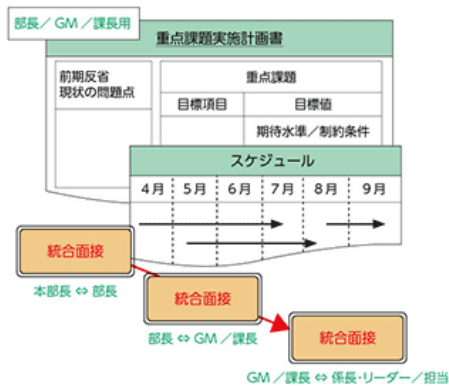 部長／GM／課長用
重点課題実施計画書
前期反省
現状の問題点
重点課題
目標項目
目標値
期待水準／制約条件
スケジュール
4月 5月 6月 7月 8月 9月
統合面接
本部長 ⇔ 部長
統合面接
部長 ⇔ GM／課長
統合面接
GM／課長 ⇔ 係長・リーダー／担当